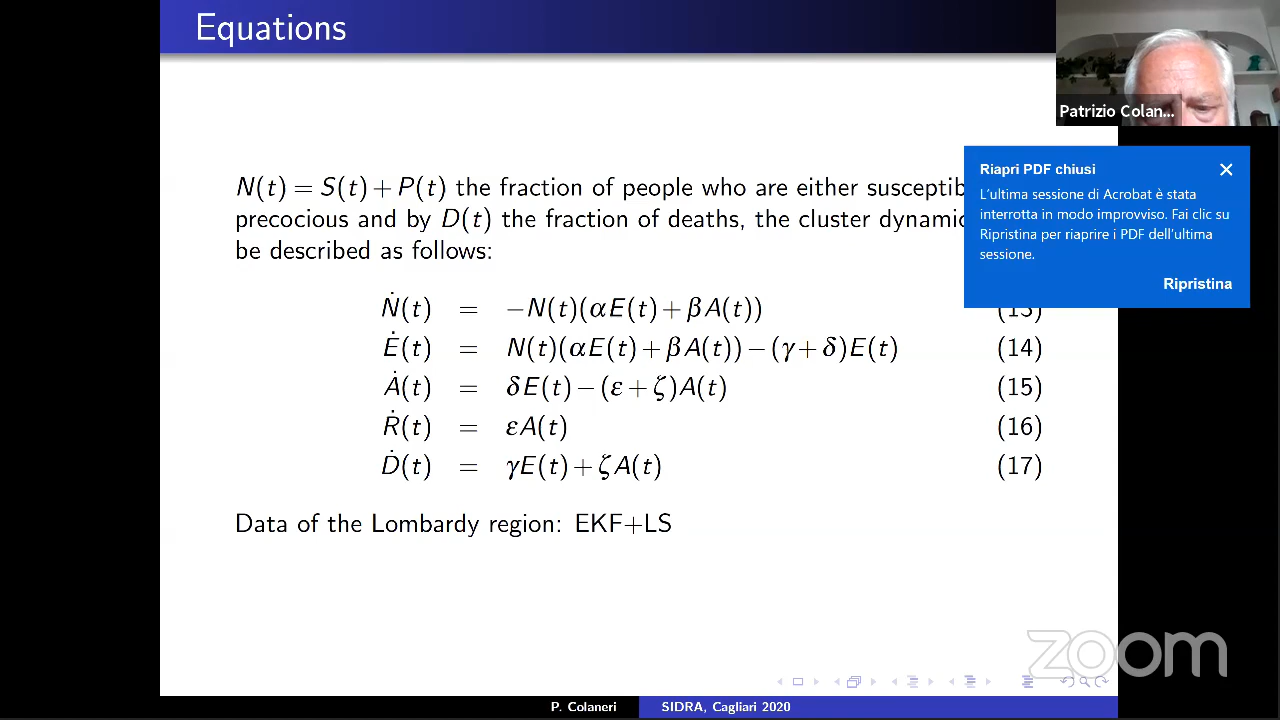 Equations
Patrizio Colan...
Riapri PDF chiusi
L'ultima sessione di Acrobat è stata
interrotta in modo improvviso. Fai clic su
Ripristina per riaprire i PDF dell'ultima
sessione.
Ripristina
N(t) = S(t) + P(t) the fraction of people who are either susceptib
precocious and by D(t) the fraction of deaths, the cluster dynamic
be described as follows:
Ṅ(t) = −N(t)(αE(t) + βA(t)) (13)
Ė(t) = N(t)(αE(t) + βA(t)) − (γ + δ)E(t) (14)
Ȧ(t) = δE(t) − (ε + ζ)A(t) (15)
Ṙ(t) = εA(t) (16)
Ḋ(t) = γE(t) + ζA(t) (17)
Data of the Lombardy region: EKF+LS
zoom
P. Colaneri
SIDRA, Cagliari 2020